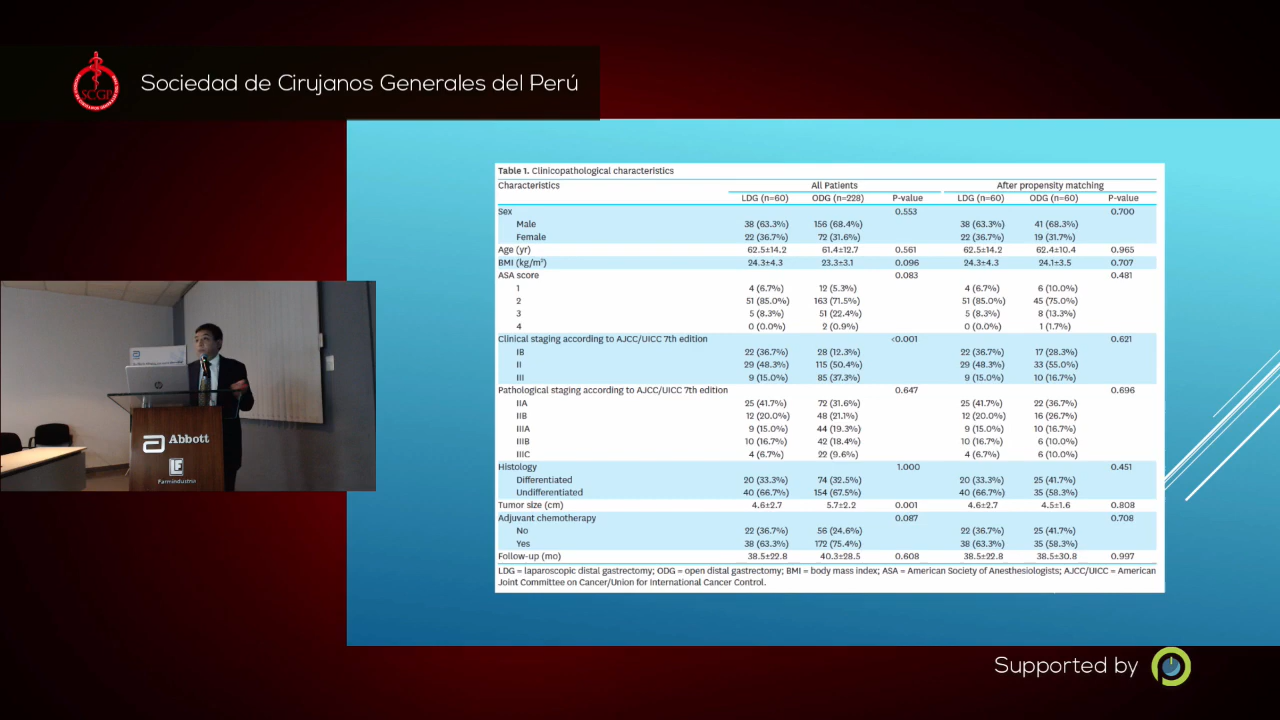 Sociedad de Cirujanos Generales del Perú
SCGP
Table 1. Clinicopathological characteristics
Characteristics All Patients After propensity matching
LDG (n=60) ODG (n=228) P-value LDG (n=60) ODG (n=60) P-value
Sex 0.553 0.700
Male 38 (63.3%) 156 (68.4%) 38 (63.3%) 41 (68.3%)
Female 22 (36.7%) 72 (31.6%) 22 (36.7%) 19 (31.7%)
Age (yr) 62.5±14.2 61.4±12.7 0.561 62.5±14.2 62.4±10.4 0.965
BMI (kg/m²) 24.3±4.3 23.3±3.1 0.096 24.3±4.3 24.1±3.5 0.707
ASA score 0.083 0.481
1 4 (6.7%) 12 (5.3%) 4 (6.7%) 6 (10.0%)
2 51 (85.0%) 163 (71.5%) 51 (85.0%) 45 (75.0%)
3 5 (8.3%) 51 (22.4%) 5 (8.3%) 8 (13.3%)
4 0 (0.0%) 2 (0.9%) 0 (0.0%) 1 (1.7%)
Clinical staging according to AJCC/UICC 7th edition <0.001 0.621
IB 22 (36.7%) 28 (12.3%) 22 (36.7%) 17 (28.3%)
II 29 (48.3%) 115 (50.4%) 29 (48.3%) 33 (55.0%)
III 9 (15.0%) 85 (37.3%) 9 (15.0%) 10 (16.7%)
Pathological staging according to AJCC/UICC 7th edition 0.647 0.696
IIA 25 (41.7%) 72 (31.6%) 25 (41.7%) 22 (36.7%)
IIB 12 (20.0%) 48 (21.1%) 12 (20.0%) 16 (26.7%)
IIIA 9 (15.0%) 44 (19.3%) 9 (15.0%) 10 (16.7%)
IIIB 10 (16.7%) 42 (18.4%) 10 (16.7%) 6 (10.0%)
IIIC 4 (6.7%) 22 (9.6%) 4 (6.7%) 6 (10.0%)
Histology 1.000 0.451
Differentiated 20 (33.3%) 74 (32.5%) 20 (33.3%) 25 (41.7%)
Undifferentiated 40 (66.7%) 154 (67.5%) 40 (66.7%) 35 (58.3%)
Tumor size (cm) 4.6±2.7 5.7±2.2 0.001 4.6±2.7 4.5±1.6 0.808
Adjuvant chemotherapy 0.087 0.708
No 22 (36.7%) 56 (24.6%) 22 (36.7%) 25 (41.7%)
Yes 38 (63.3%) 172 (75.4%) 38 (63.3%) 35 (58.3%)
Follow-up (mo) 38.5±22.8 40.3±28.5 0.608 38.5±22.8 38.5±30.8 0.997
LDG = laparoscopic distal gastrectomy; ODG = open distal gastrectomy; BMI = body mass index; ASA = American Society of Anesthesiologists; AJCC/UICC = American
Joint Committee on Cancer/Union for International Cancer Control.
Abbott
Farmindustria
Supported by